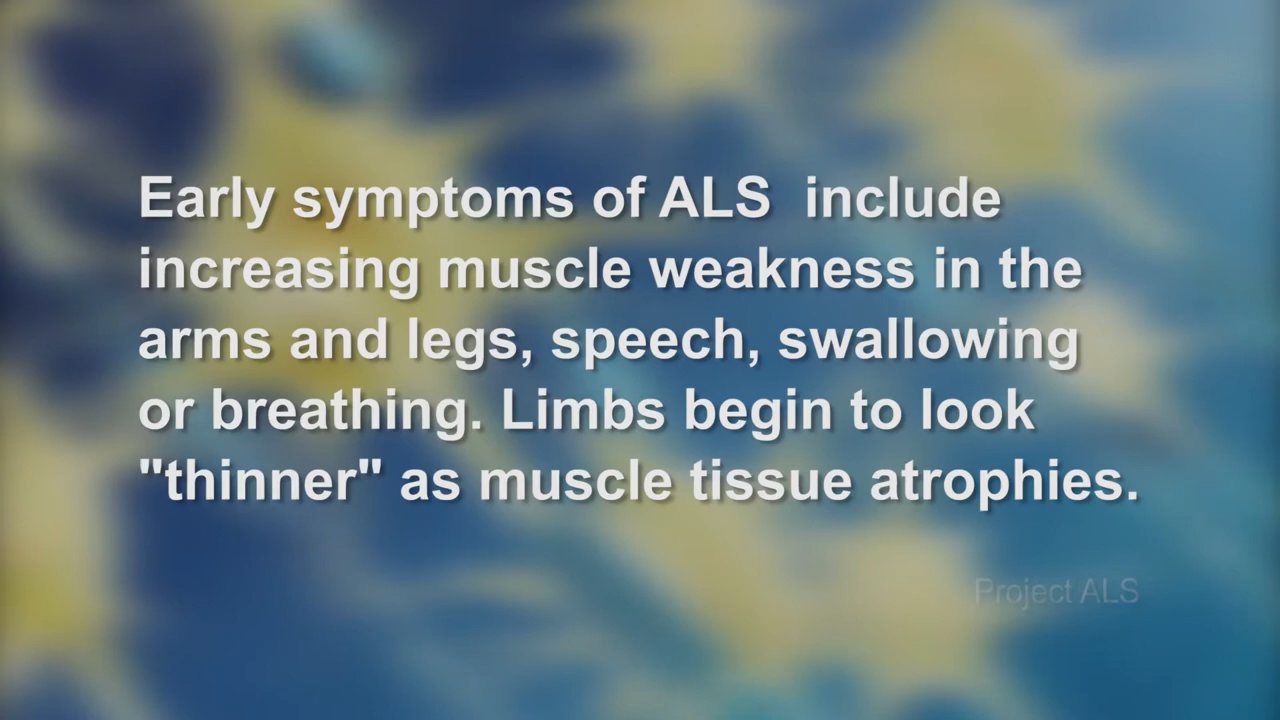 Early symptoms of ALS  include
increasing muscle weakness in the
arms and legs, speech, swallowing
or breathing. Limbs begin to look
"thinner" as muscle tissue atrophies.
Project ALS